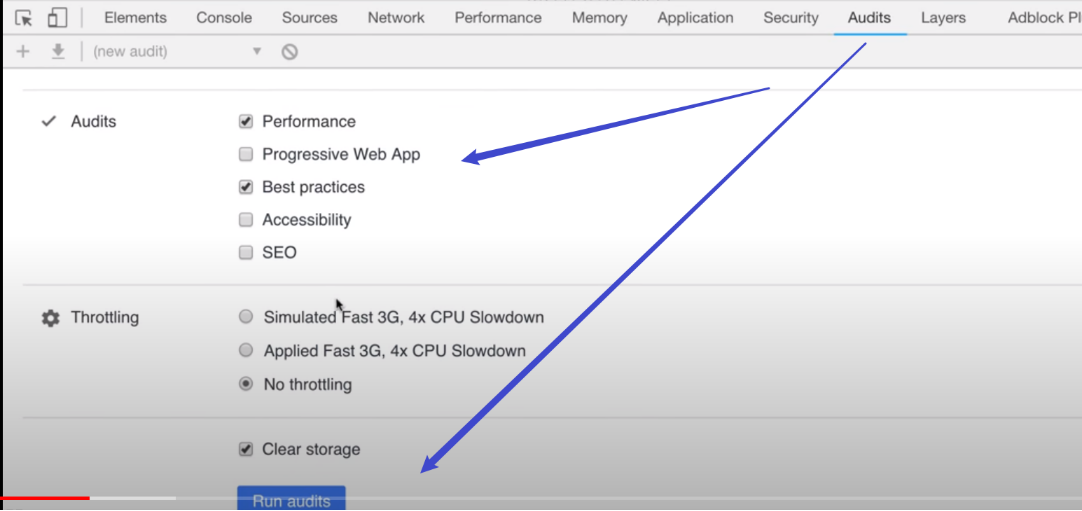 Elements Console Sources Network Performance Memory Application Security Audits Layers Adblock Pl
(new audit)
Audits
Performance
Progressive Web App
Best practices
Accessibility
SEO
Throttling
Simulated Fast 3G, 4x CPU Slowdown
Applied Fast 3G, 4x CPU Slowdown
No throttling
Clear storage
Run audits